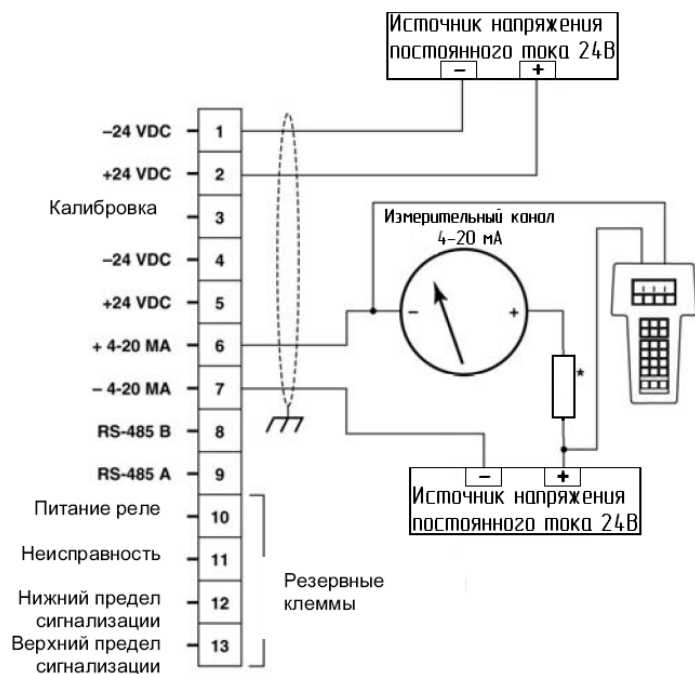 Источник напряжения
постоянного тока 24В
− +
−24 VDC 1
+24 VDC 2
Калибровка 3
−24 VDC 4
+24 VDC 5
+ 4-20 MA 6
− 4-20 MA 7
RS-485 B 8
RS-485 A 9
Питание реле 10
Неисправность 11
Нижний предел
сигнализации 12
Верхний предел
сигнализации 13
Измерительный канал
4-20 мА
− +
*
− +
Источник напряжения
постоянного тока 24В
Резервные
клеммы